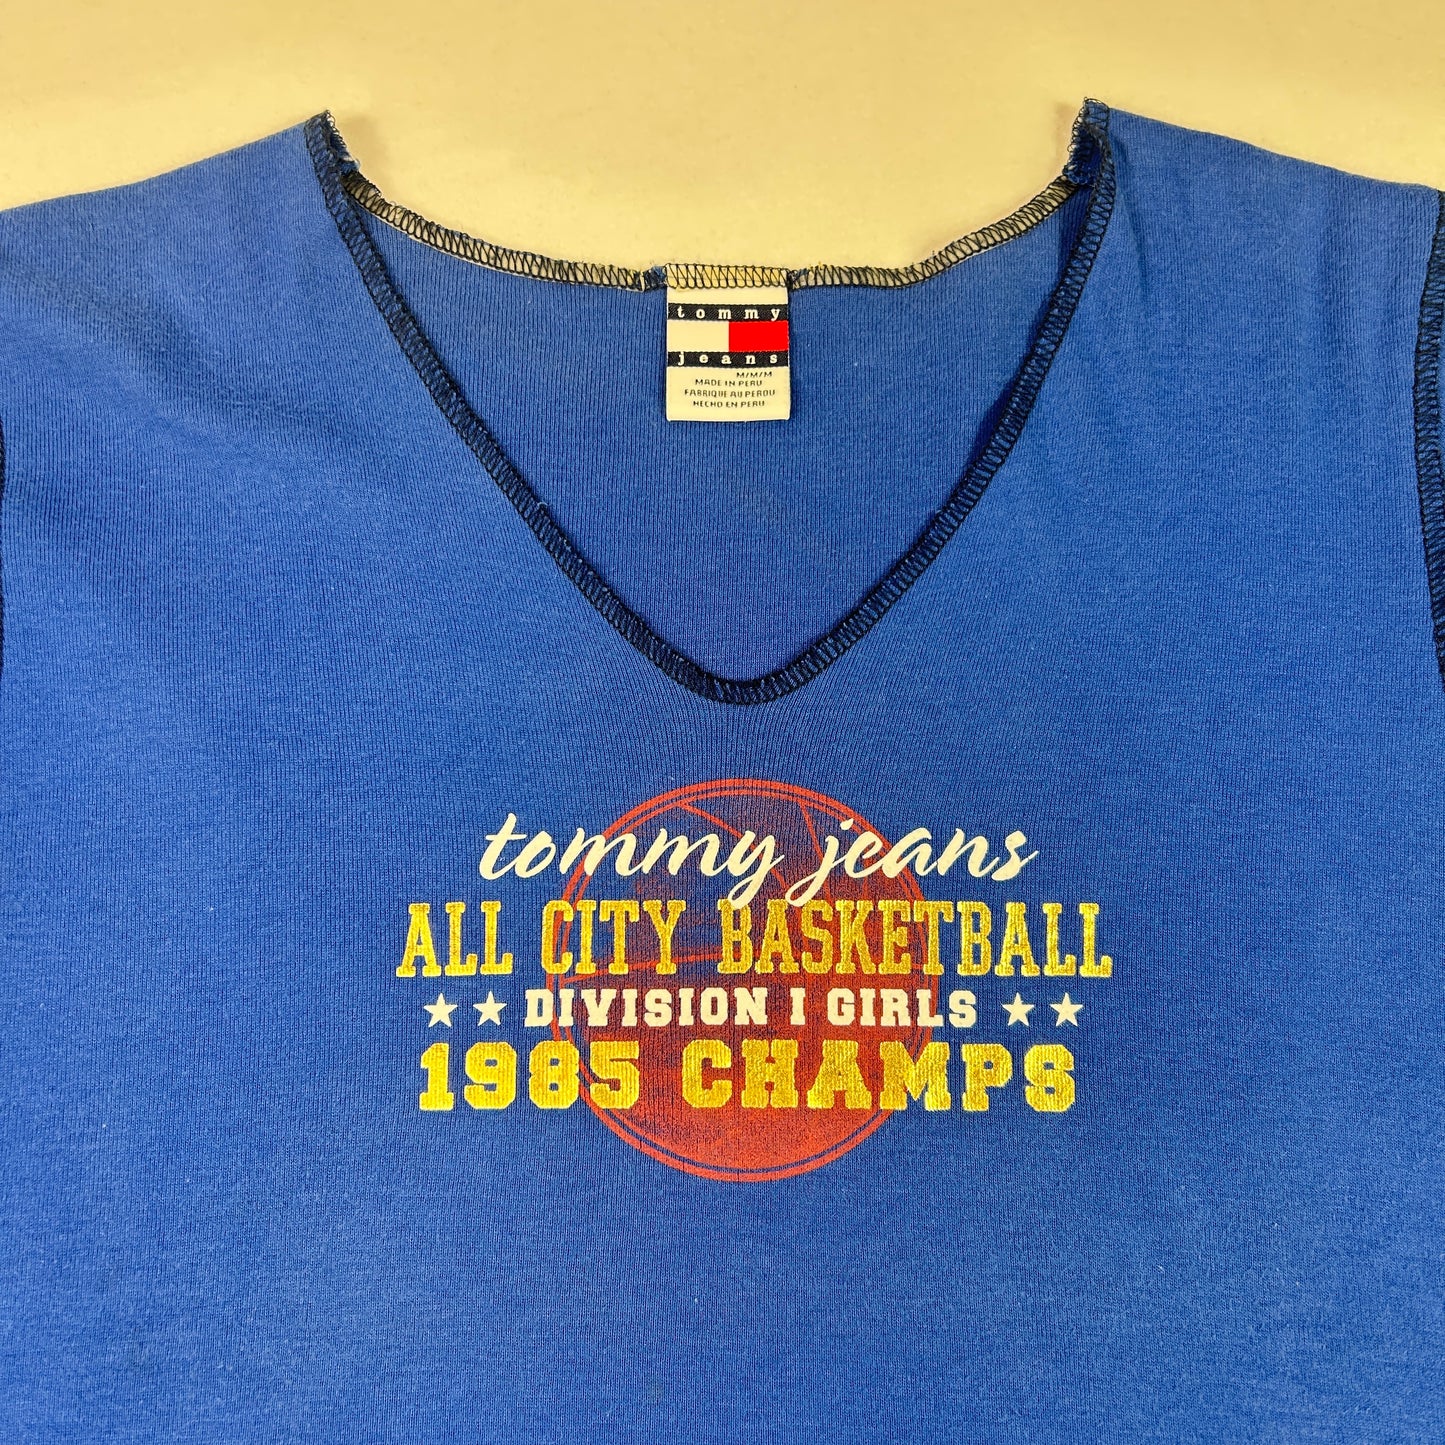 tommy
jeans
M/M/M
MADE IN PERU
FABRIQUE AU PEROU
HECHO EN PERU
tommy jeans
ALL CITY BASKETBALL
DIVISION I GIRLS
1985 CHAMPS